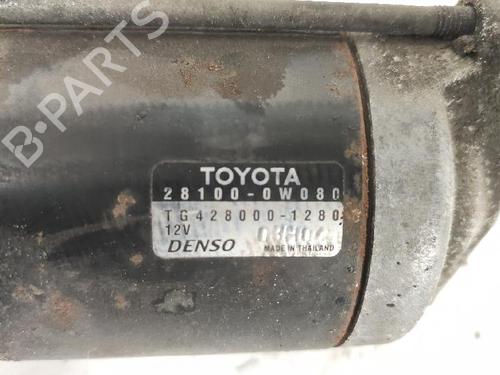 B-PARTS
TOYOTA
28100-0W080
TG428000-1280
12V
DENSO
MADE IN THAILAND